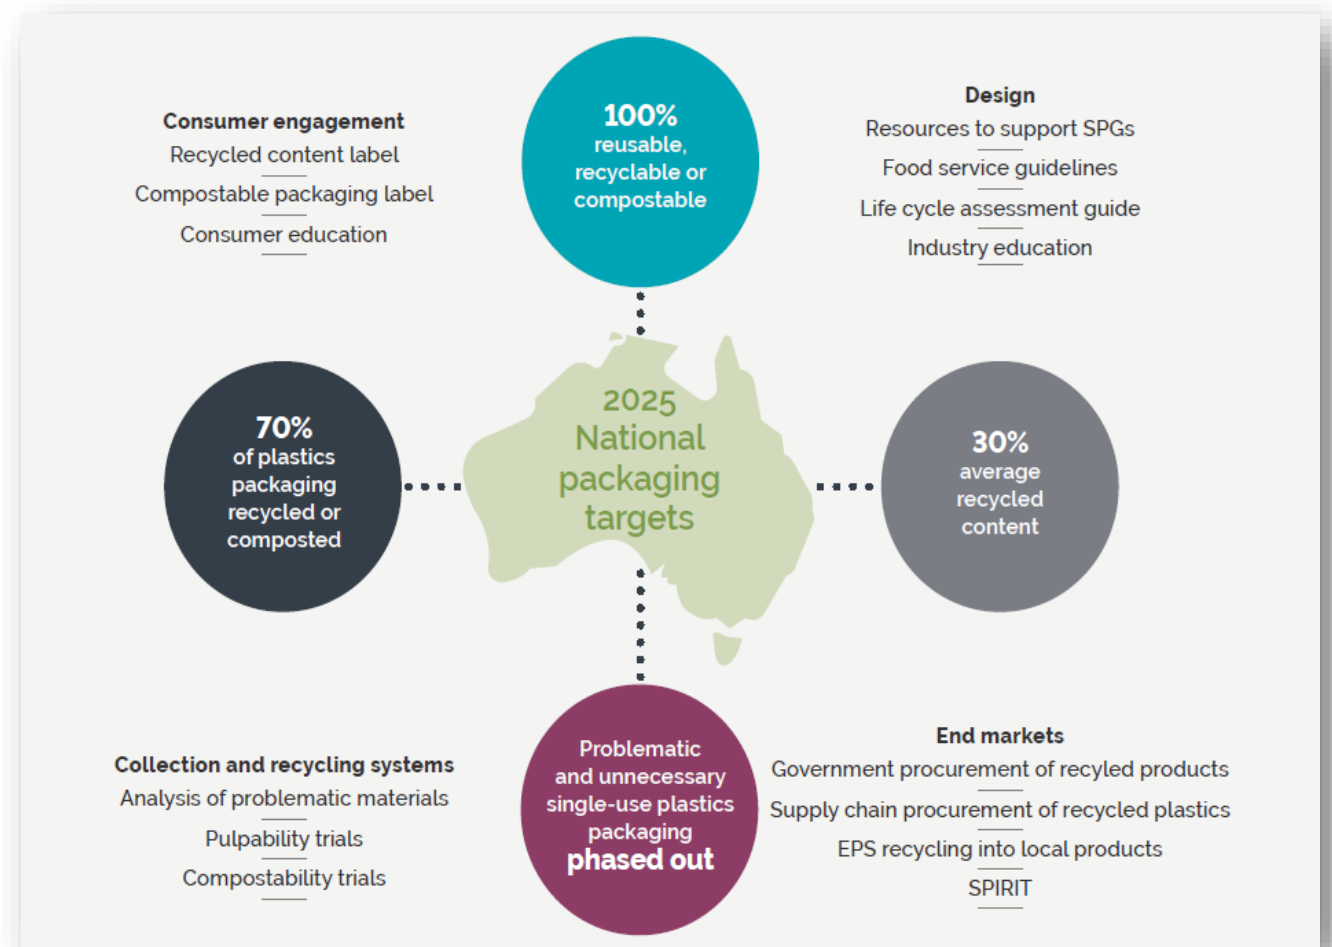 Consumer engagement
Recycled content label
Compostable packaging label
Consumer education
100%
reusable,
recyclable or
compostable
Design
Resources to support SPGs
Food service guidelines
Life cycle assessment guide
Industry education
70%
of plastics
packaging
recycled or
composted
2025
National
packaging
targets
30%
average
recycled
content
Collection and recycling systems
Analysis of problematic materials
Pulpability trials
Compostability trials
Problematic
and unnecessary
single-use plastics
packaging
phased out
End markets
Government procurement of recyled products
Supply chain procurement of recycled plastics
EPS recycling into local products
SPIRIT